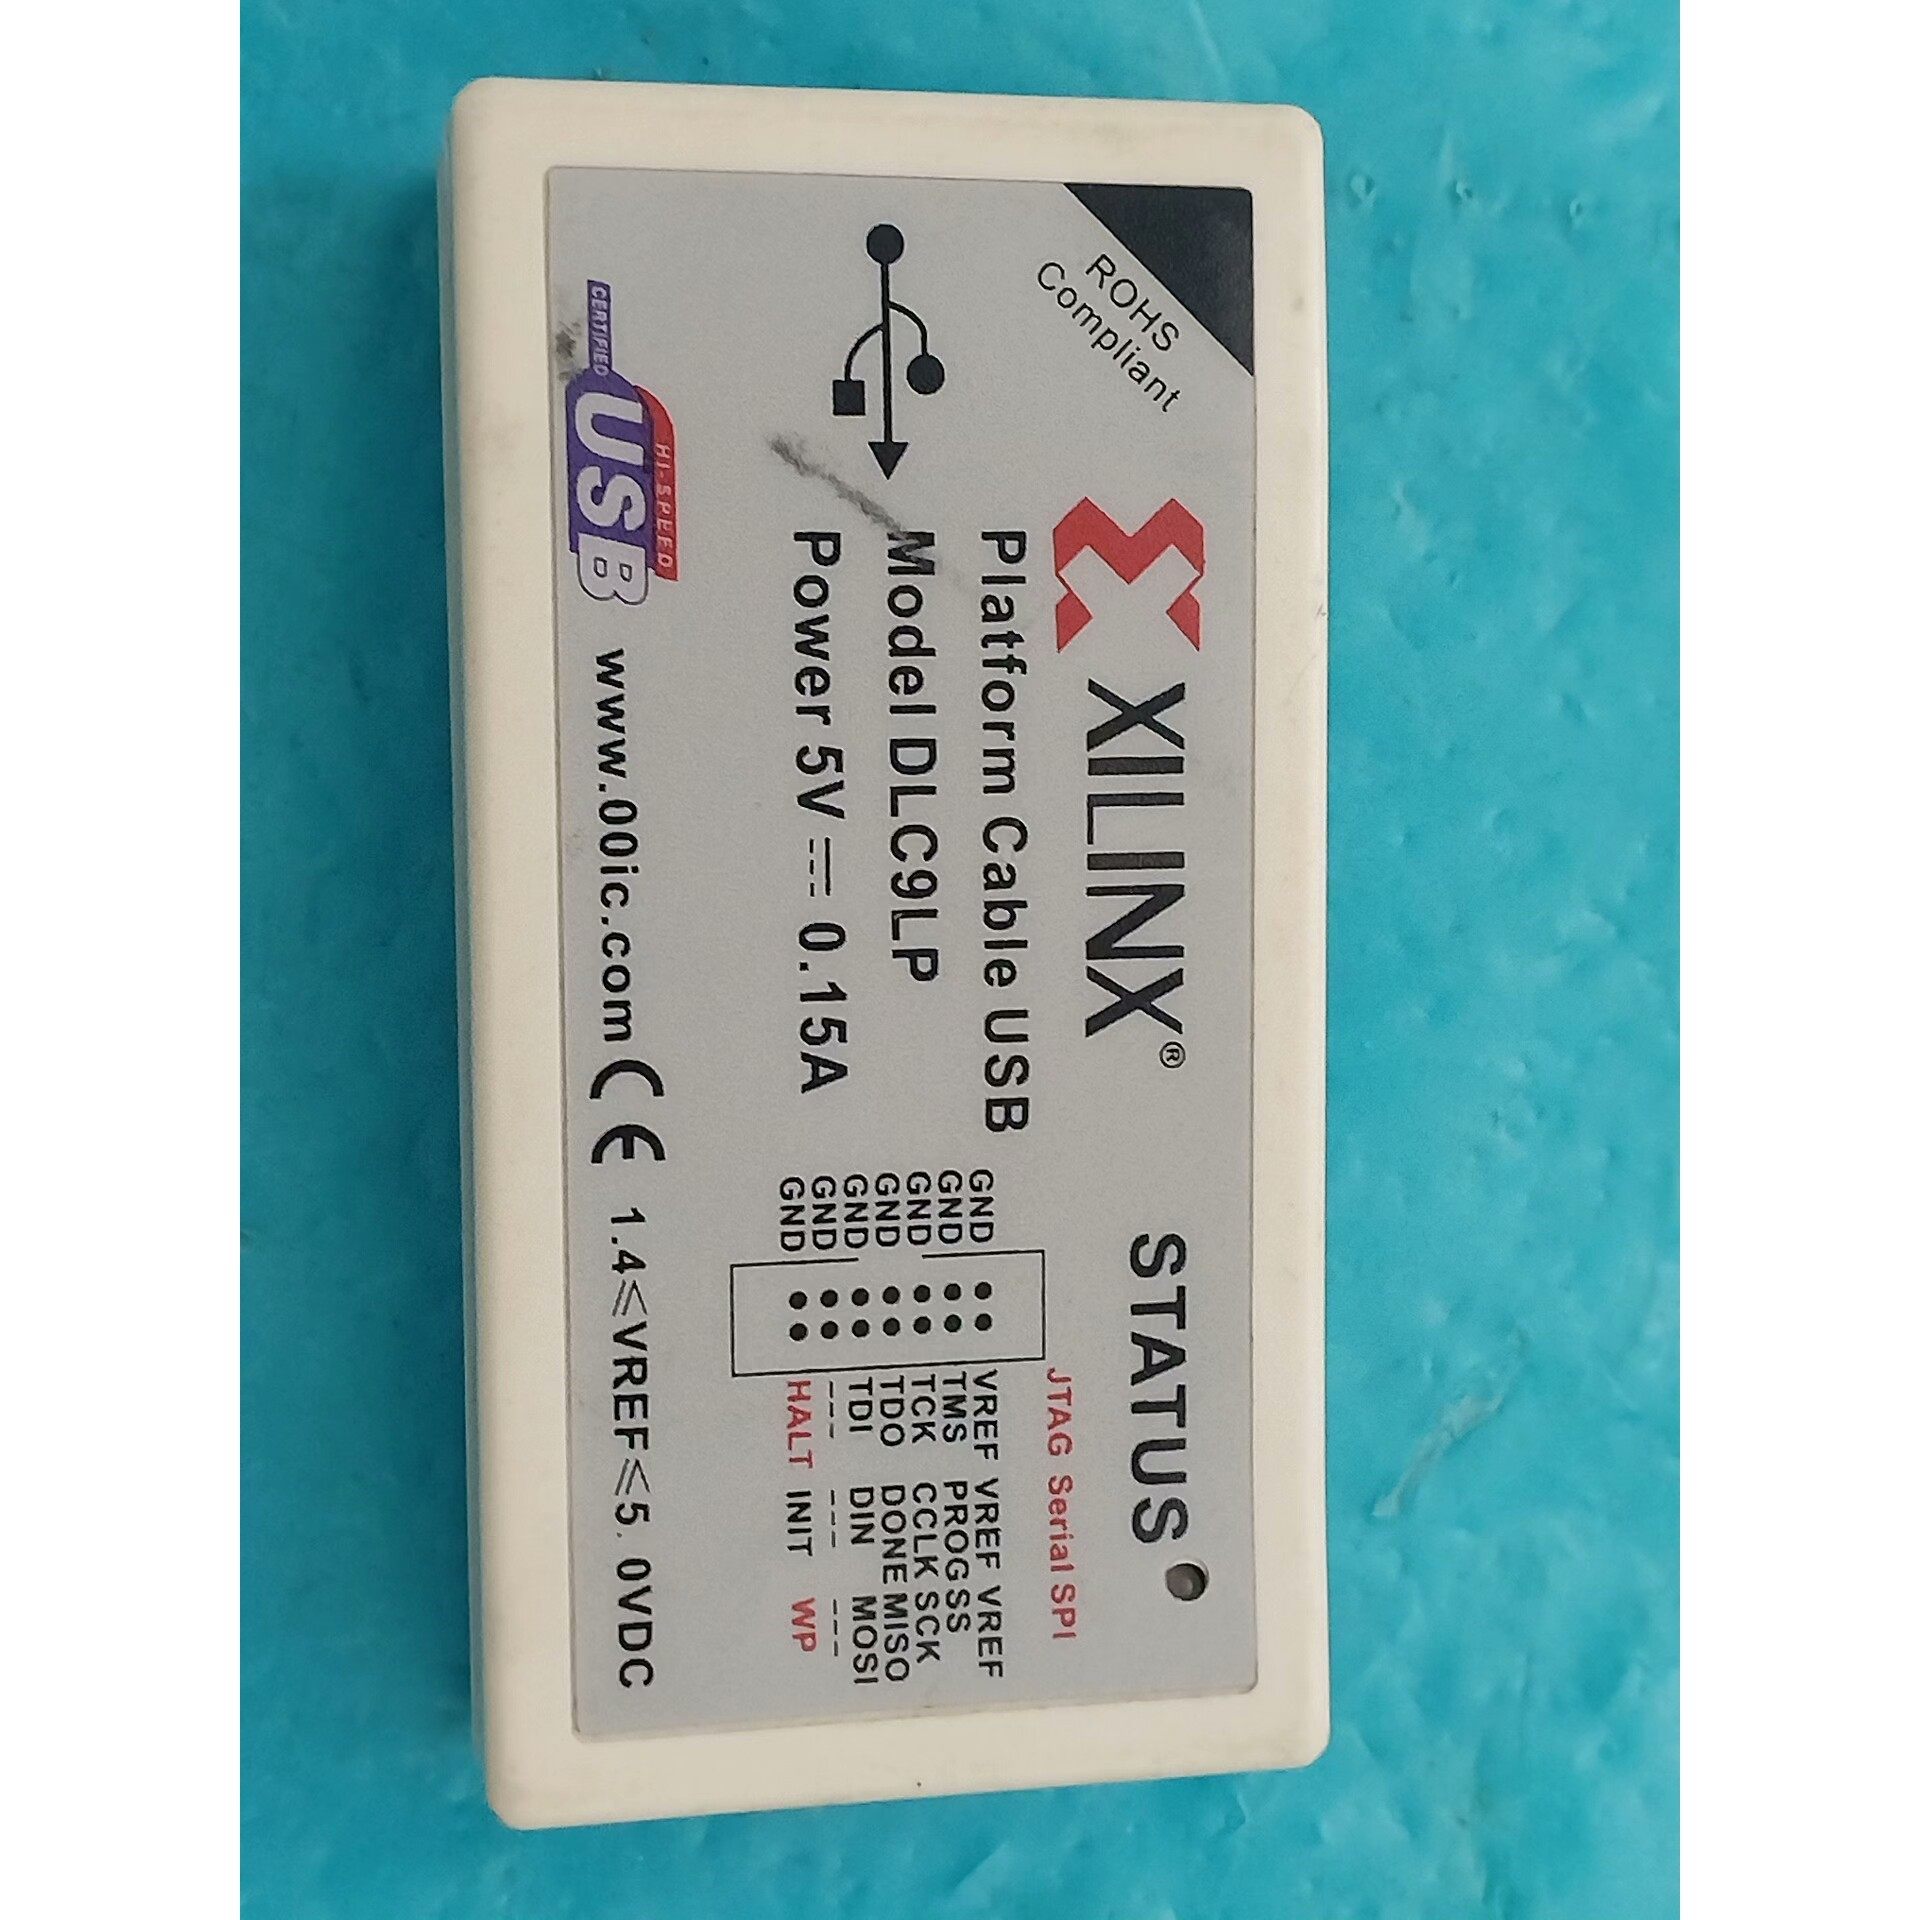 ROHS
Compliant
XILINX®
STATUS
Platform Cable USB
Model DLC9LP
Power 5V ⎓ 0.15A
JTAG Serial SPI
GND VREF VREF VREF
GND TMS PROG SS
GND TCK CCLK SCK
GND TDO DONE MISO
GND TDI DIN MOSI
GND --- --- ---
GND HALT INIT WP
CERTIFIED
HI-SPEED
USB
www.00ic.com CE 1.4≤VREF≤5.0VDC